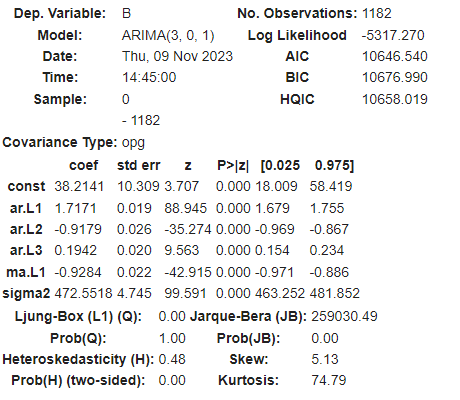 Dep. Variable: B No. Observations: 1182
Model: ARIMA(3, 0, 1) Log Likelihood -5317.270
Date: Thu, 09 Nov 2023 AIC 10646.540
Time: 14:45:00 BIC 10676.990
Sample: 0 HQIC 10658.019
- 1182
Covariance Type: opg
coef std err z P>|z| [0.025 0.975]
const 38.2141 10.309 3.707 0.000 18.009 58.419
ar.L1 1.7171 0.019 88.945 0.000 1.679 1.755
ar.L2 -0.9179 0.026 -35.274 0.000 -0.969 -0.867
ar.L3 0.1942 0.020 9.563 0.000 0.154 0.234
ma.L1 -0.9284 0.022 -42.915 0.000 -0.971 -0.886
sigma2 472.5518 4.745 99.591 0.000 463.252 481.852
Ljung-Box (L1) (Q): 0.00 Jarque-Bera (JB): 259030.49
Prob(Q): 1.00 Prob(JB): 0.00
Heteroskedasticity (H): 0.48 Skew: 5.13
Prob(H) (two-sided): 0.00 Kurtosis: 74.79